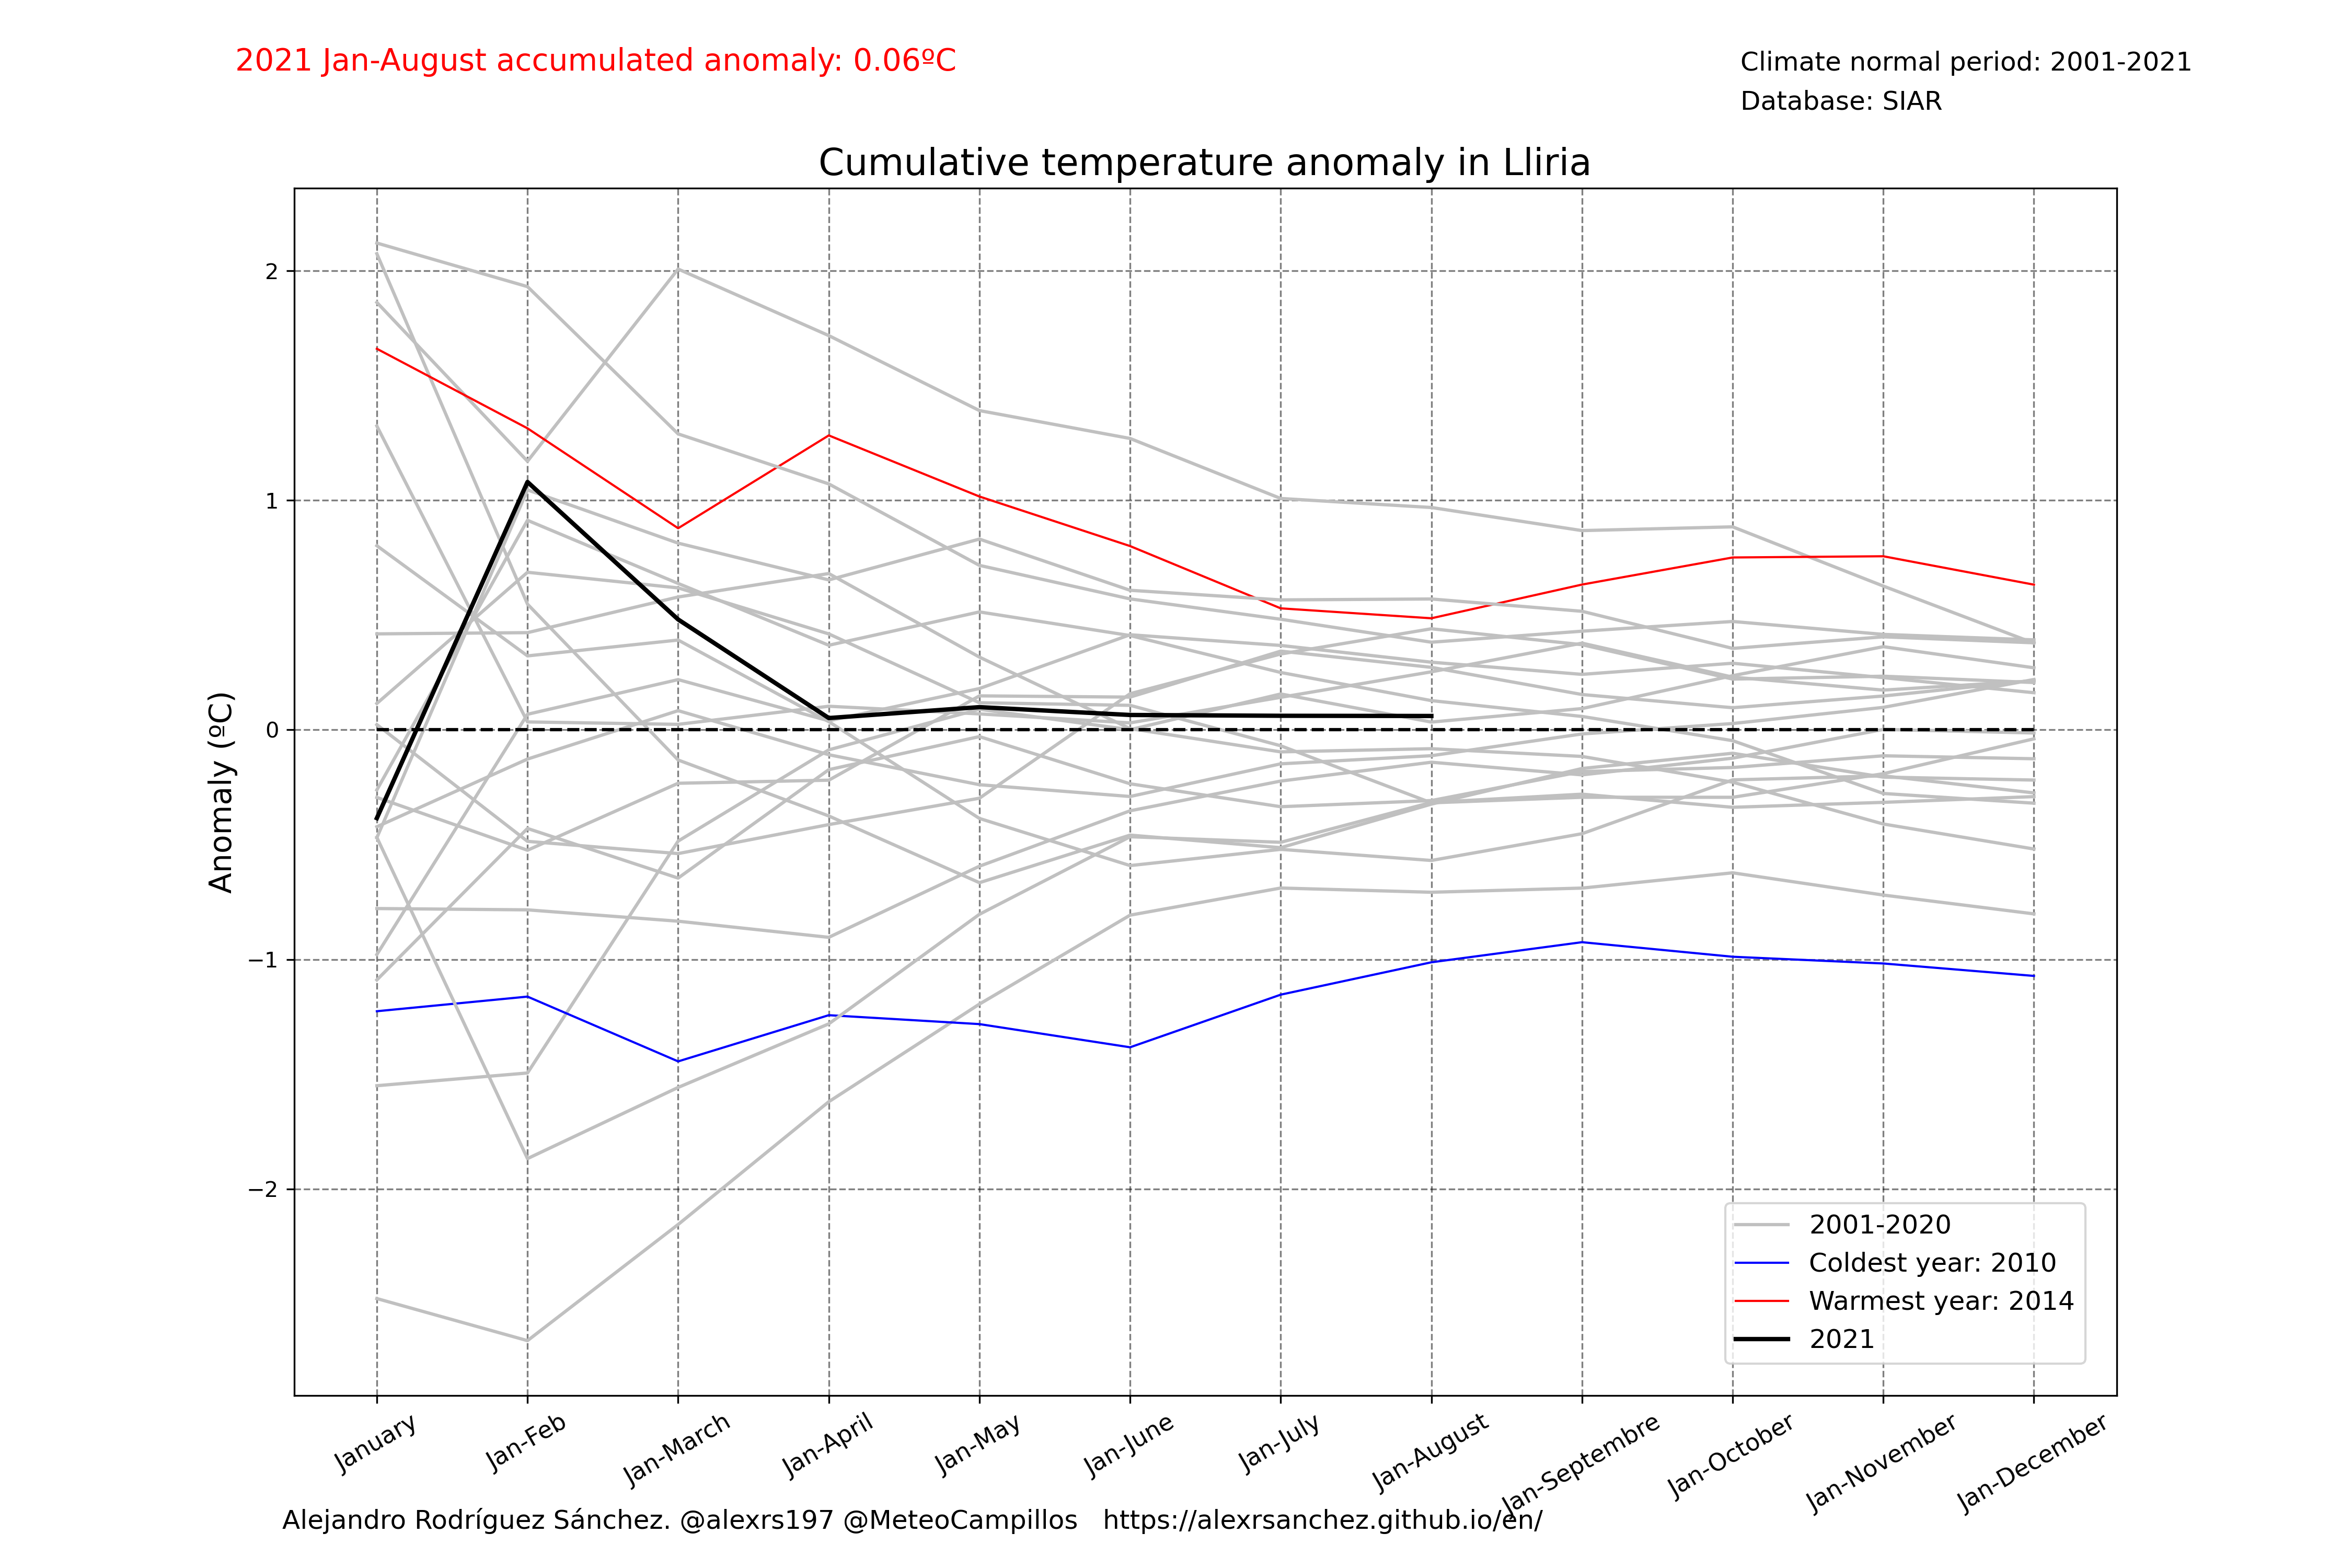 2021 Jan-August accumulated anomaly: 0.06ºC
Climate normal period: 2001-2021
Database: SIAR
Cumulative temperature anomaly in Lliria
Anomaly (ºC)
2
1
0
−1
−2
2001-2020
Coldest year: 2010
Warmest year: 2014
2021
January
Jan-Feb
Jan-March
Jan-April
Jan-May
Jan-June
Jan-July
Jan-August
Jan-Septembre
Jan-October
Jan-November
Jan-December
Alejandro Rodríguez Sánchez. @alexrs197 @MeteoCampillos https://alexrsanchez.github.io/en/